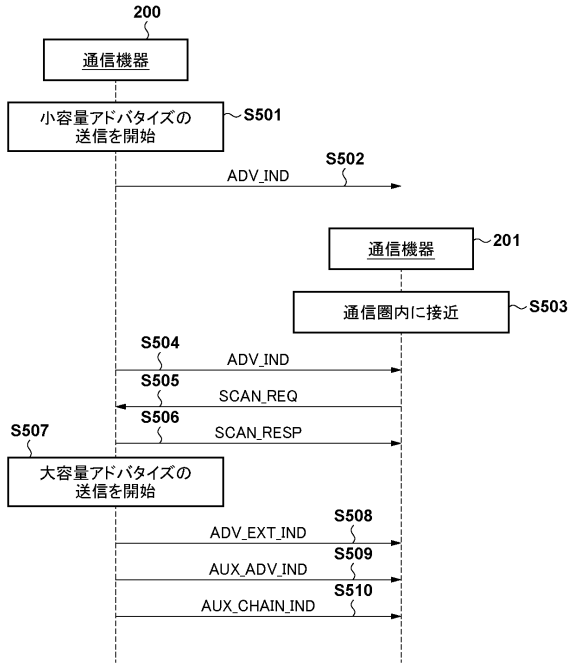 200
通信機器
小容量アドバタイズの
送信を開始
S501
S502
ADV_IND
通信機器
201
通信圏内に接近
S503
S504
ADV_IND
S505
SCAN_REQ
S506
SCAN_RESP
S507
大容量アドバタイズの
送信を開始
S508
ADV_EXT_IND
S509
AUX_ADV_IND
S510
AUX_CHAIN_IND